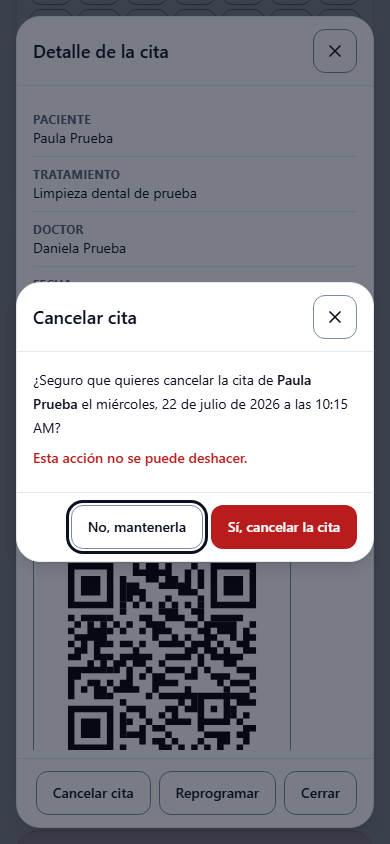 Detalle de la cita
PACIENTE
Paula Prueba
TRATAMIENTO
Limpieza dental de prueba
DOCTOR
Daniela Prueba
Cancelar cita
¿Seguro que quieres cancelar la cita de Paula
Prueba el miércoles, 22 de julio de 2026 a las 10:15
AM?
Esta acción no se puede deshacer.
No, mantenerla
Sí, cancelar la cita
Cancelar cita
Reprogramar
Cerrar